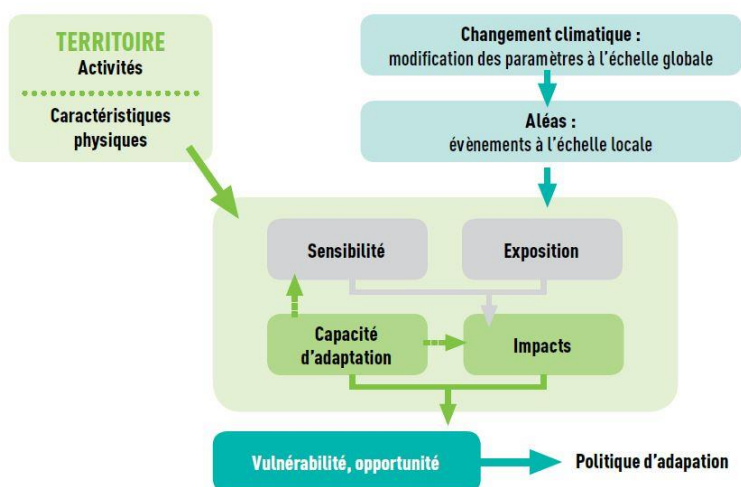 TERRITOIRE
Activités
Caractéristiques
physiques
Changement climatique :
modification des paramètres à l'échelle globale
Aléas :
évènements à l'échelle locale
Sensibilité
Exposition
Capacité
d'adaptation
Impacts
Vulnérabilité, opportunité
Politique d'adapation